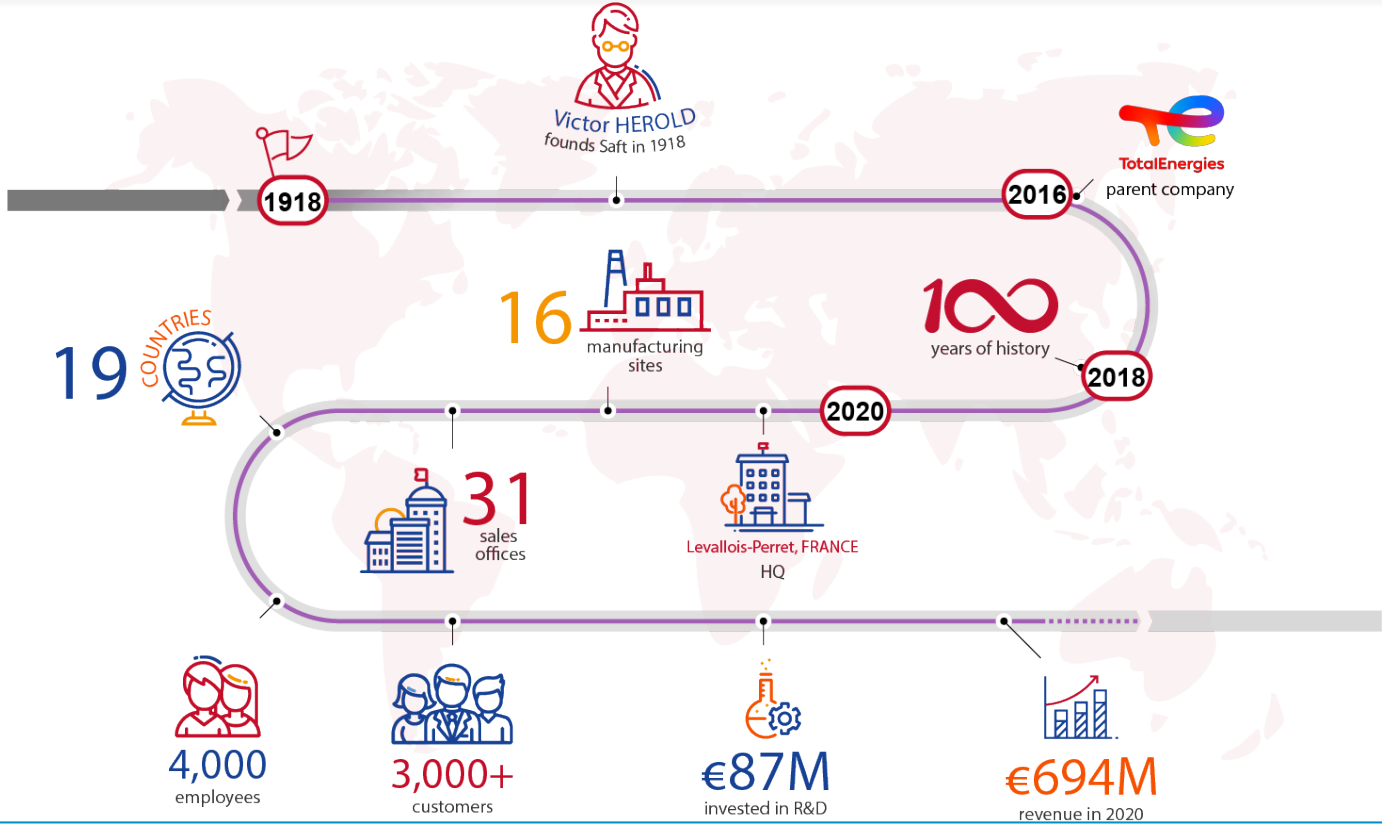 Victor HEROLD
founds Saft in 1918
1918
2016
TotalEnergies
parent company
100
years of history
2018
2020
16
manufacturing
sites
19
COUNTRIES
31
sales
offices
Levallois-Perret, FRANCE
HQ
4,000
employees
3,000+
customers
€87M
invested in R&D
€694M
revenue in 2020